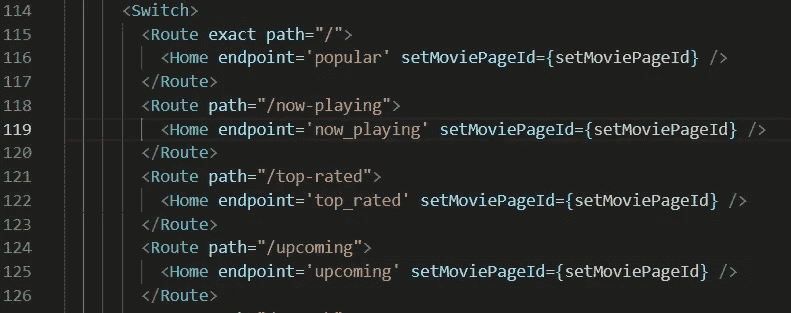 114 <Switch>
115 <Route exact path="/">
116 <Home endpoint='popular' setMoviePageId={setMoviePageId} />
117 </Route>
118 <Route path="/now-playing">
119 <Home endpoint='now_playing' setMoviePageId={setMoviePageId} />
120 </Route>
121 <Route path="/top-rated">
122 <Home endpoint='top_rated' setMoviePageId={setMoviePageId} />
123 </Route>
124 <Route path="/upcoming">
125 <Home endpoint='upcoming' setMoviePageId={setMoviePageId} />
126 </Route>